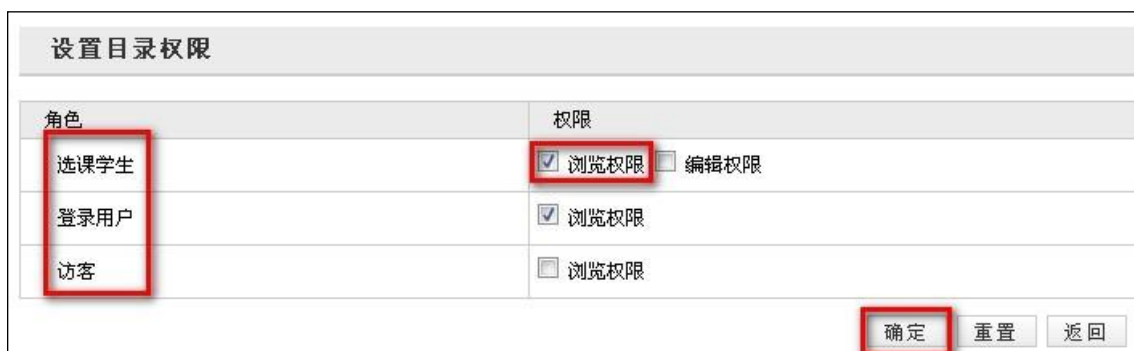 设置目录权限
角色 权限
选课学生 浏览权限 编辑权限
登录用户 浏览权限
访客 浏览权限
确定 重置 返回